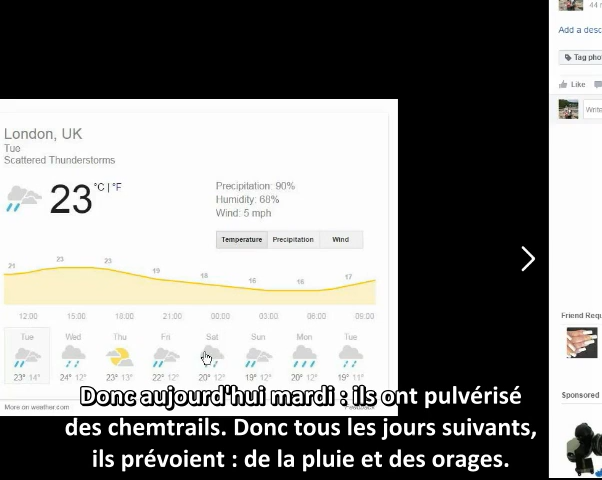 44 m
Add a desc
Tag pho
Like
Write
London, UK
Tue
Scattered Thunderstorms
23 °C | °F
Precipitation: 90%
Humidity: 68%
Wind: 5 mph
Temperature Precipitation Wind
21 23 23 19 18 16 16 17
12:00 15:00 18:00 21:00 00:00 03:00 06:00 09:00
Tue Wed Thu Fri Sat Sun Mon Tue
23° 14° 24° 12° 23° 13° 22° 12° 20° 12° 19° 12° 20° 12° 19° 11°
More on weather.com
Feedback
Donc aujourd'hui mardi : ils ont pulvérisé
des chemtrails. Donc tous les jours suivants,
ils prévoient : de la pluie et des orages.
Friend Requ
Sponsored